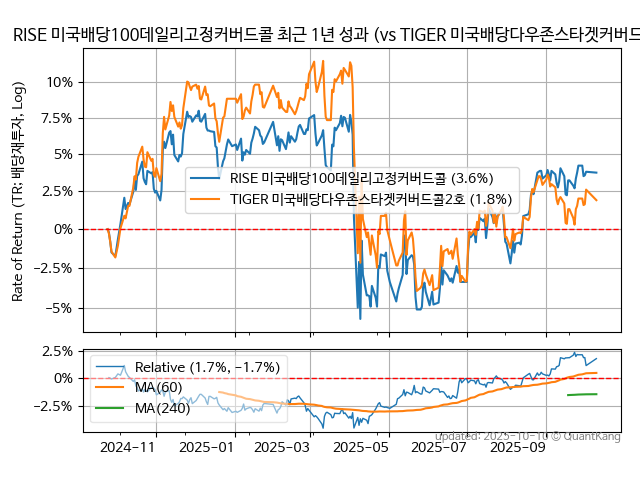 RISE 미국배당100데일리고정커버드콜 최근 1년 성과 (vs TIGER 미국배당다우존스타겟커버드
Rate of Return (TR: 배당재투자, Log)
10%
7.5%
5%
2.5%
0%
−2.5%
−5%
RISE 미국배당100데일리고정커버드콜 (3.6%)
TIGER 미국배당다우존스타겟커버드콜2호 (1.8%)
2.5%
0%
−2.5%
Relative (1.7%, −1.7%)
MA(60)
MA(240)
2024−11
2025−01
2025−03
2025−05
2025−07
2025−09
updated: 2025−10−10 © QuantKang